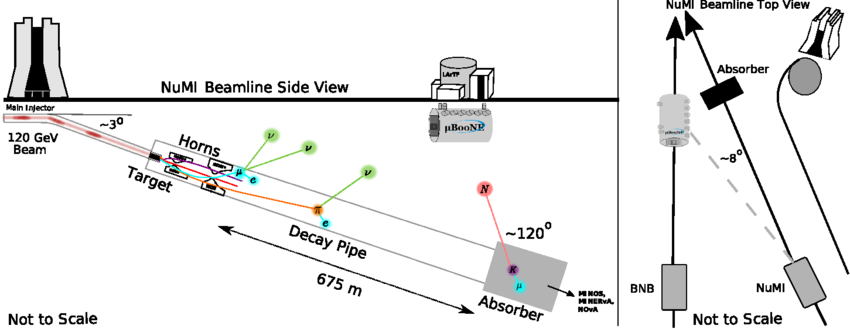 NuMI Beamline Side View
LArTF
µBooNE
Main Injector
120 GeV
Beam
~3°
Horns
Target
µ
e
ν
ν
ν
π
e
Decay Pipe
675 m
N
~120°
K
µ
Absorber
MINOS,
MINERvA,
NOvA
Not to Scale
NuMI Beamline Top View
Absorber
µBooNE
~8°
BNB
NuMI
Not to Scale